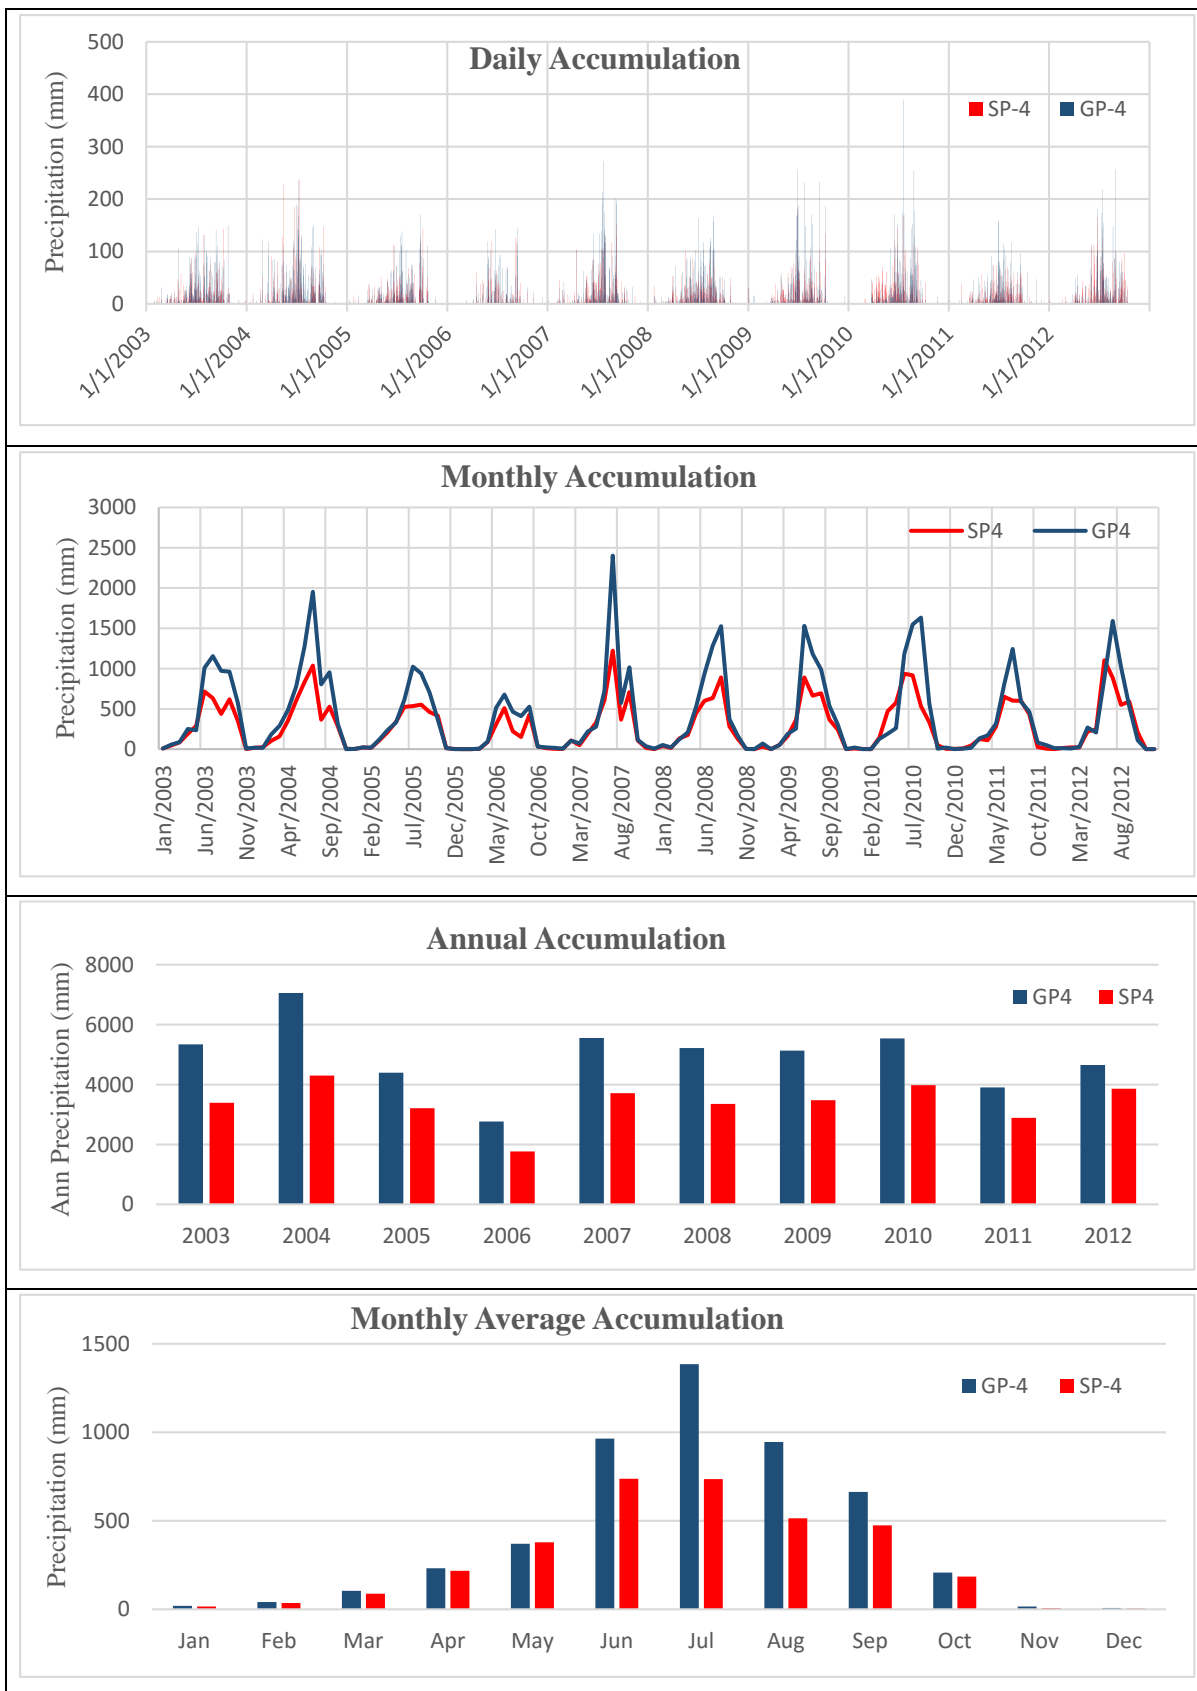 Daily Accumulation
Precipitation (mm)
500
400
300
200
100
0
SP-4 GP-4
1/1/2003 1/1/2004 1/1/2005 1/1/2006 1/1/2007 1/1/2008 1/1/2009 1/1/2010 1/1/2011 1/1/2012
Monthly Accumulation
Precipitation (mm)
3000
2500
2000
1500
1000
500
0
SP4 GP4
Jan/2003 Jun/2003 Nov/2003 Apr/2004 Sep/2004 Feb/2005 Jul/2005 Dec/2005 May/2006 Oct/2006 Mar/2007 Aug/2007 Jan/2008 Jun/2008 Nov/2008 Apr/2009 Sep/2009 Feb/2010 Jul/2010 Dec/2010 May/2011 Oct/2011 Mar/2012 Aug/2012
Annual Accumulation
Ann Precipitation (mm)
8000
6000
4000
2000
0
GP4 SP4
2003 2004 2005 2006 2007 2008 2009 2010 2011 2012
Monthly Average Accumulation
Precipitation (mm)
1500
1000
500
0
GP-4 SP-4
Jan Feb Mar Apr May Jun Jul Aug Sep Oct Nov Dec